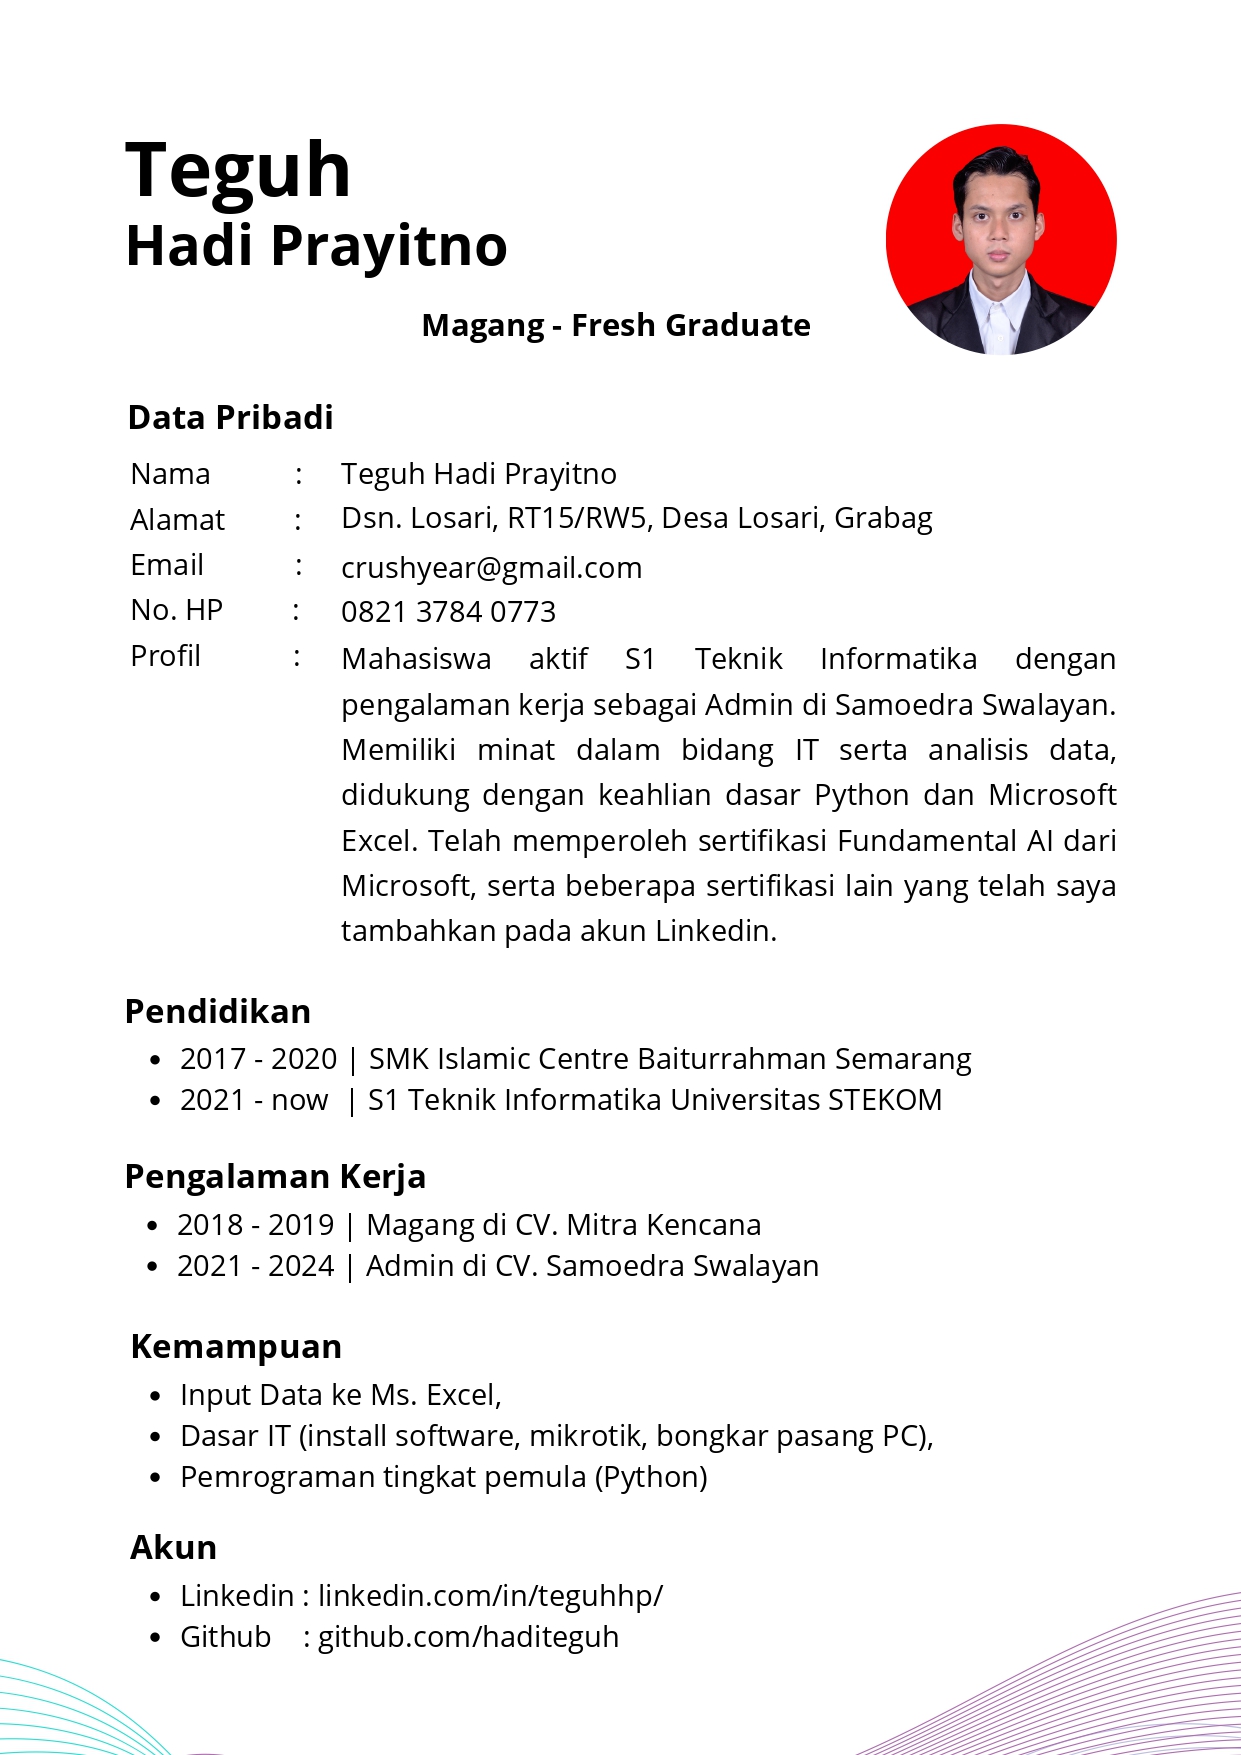 Teguh
Hadi Prayitno
Magang - Fresh Graduate
Data Pribadi
Nama : Teguh Hadi Prayitno
Alamat : Dsn. Losari, RT15/RW5, Desa Losari, Grabag
Email : crushyear@gmail.com
No. HP : 0821 3784 0773
Profil : Mahasiswa aktif S1 Teknik Informatika dengan
pengalaman kerja sebagai Admin di Samoedra Swalayan.
Memiliki minat dalam bidang IT serta analisis data,
didukung dengan keahlian dasar Python dan Microsoft
Excel. Telah memperoleh sertifikasi Fundamental AI dari
Microsoft, serta beberapa sertifikasi lain yang telah saya
tambahkan pada akun Linkedin.
Pendidikan
• 2017 - 2020 | SMK Islamic Centre Baiturrahman Semarang
• 2021 - now | S1 Teknik Informatika Universitas STEKOM
Pengalaman Kerja
• 2018 - 2019 | Magang di CV. Mitra Kencana
• 2021 - 2024 | Admin di CV. Samoedra Swalayan
Kemampuan
• Input Data ke Ms. Excel,
• Dasar IT (install software, mikrotik, bongkar pasang PC),
• Pemrograman tingkat pemula (Python)
Akun
• Linkedin : linkedin.com/in/teguhhp/
• Github : github.com/haditeguh